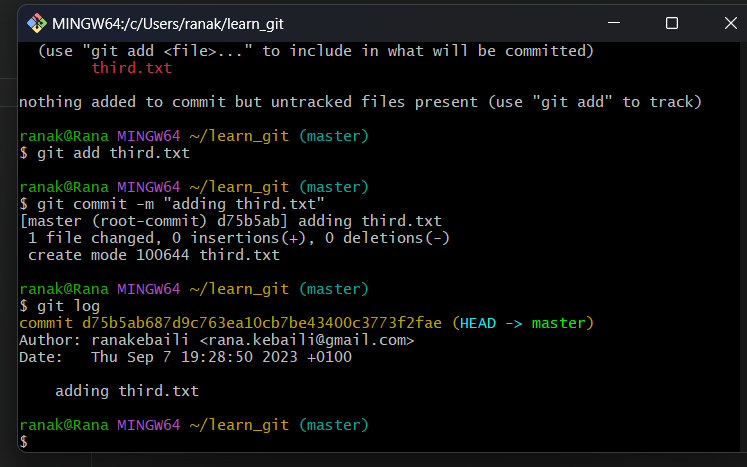 MINGW64:/c/Users/ranak/learn_git
(use "git add <file>..." to include in what will be committed)
third.txt
nothing added to commit but untracked files present (use "git add" to track)
ranak@Rana MINGW64 ~/learn_git (master)
$ git add third.txt
ranak@Rana MINGW64 ~/learn_git (master)
$ git commit -m "adding third.txt"
[master (root-commit) d75b5ab] adding third.txt
1 file changed, 0 insertions(+), 0 deletions(-)
create mode 100644 third.txt
ranak@Rana MINGW64 ~/learn_git (master)
$ git log
commit d75b5ab687d9c763ea10cb7be43400c3773f2fae (HEAD -> master)
Author: ranakebaili <rana.kebaili@gmail.com>
Date:   Thu Sep 7 19:28:50 2023 +0100
adding third.txt
ranak@Rana MINGW64 ~/learn_git (master)
$